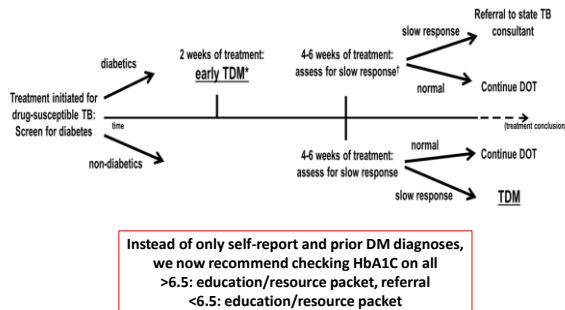 Referral to state TB
consultant
slow response
2 weeks of treatment:
early TDM*
4-6 weeks of treatment:
assess for slow response†
diabetics
normal
Continue DOT
Treatment initiated for
drug-susceptible TB:
Screen for diabetes
time
(treatment conclusion)
non-diabetics
4-6 weeks of treatment:
assess for slow response
normal
Continue DOT
slow response
TDM
Instead of only self-report and prior DM diagnoses,
we now recommend checking HbA1C on all
>6.5: education/resource packet, referral
<6.5: education/resource packet